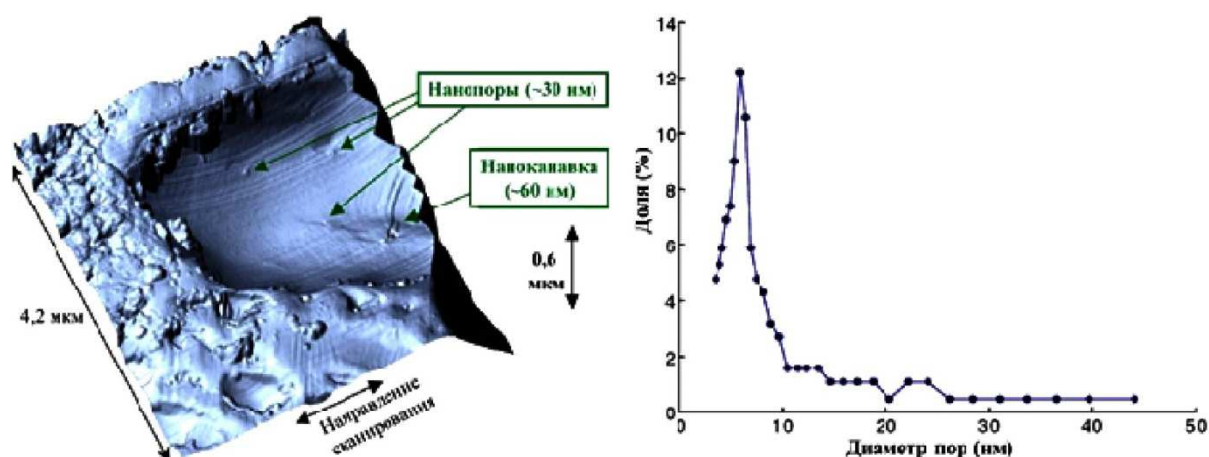 Нанопоры (~30 нм)
Наноканавка
(~60 нм)
0,6
мкм
4,2 мкм
Направление
сканирования
Доля (%)
14
12
10
8
6
4
2
0
0
10
20
30
40
50
Диаметр пор (нм)